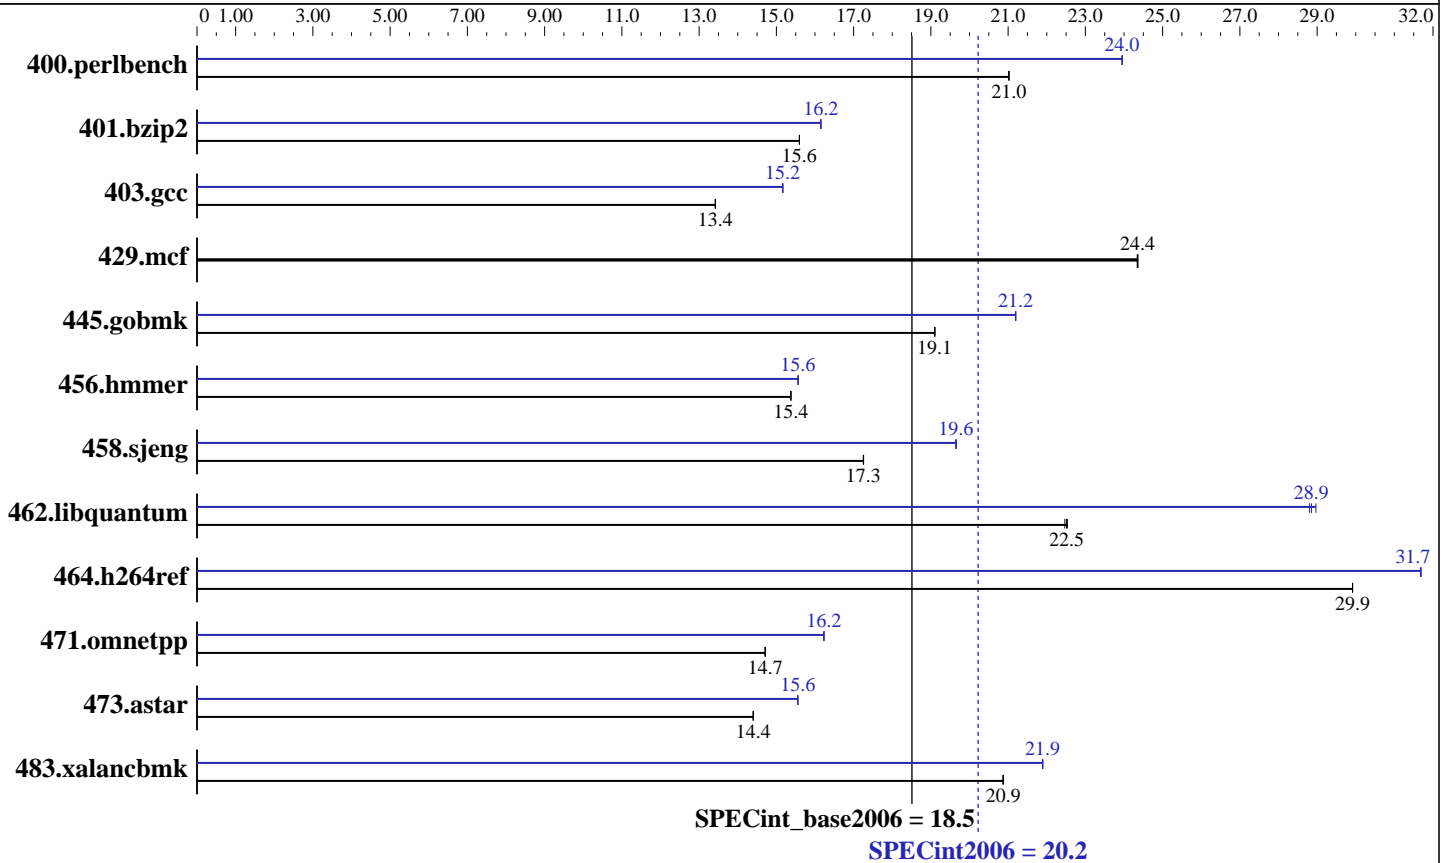 0 1.00 3.00 5.00 7.00 9.00 11.0 13.0 15.0 17.0 19.0 21.0 23.0 25.0 27.0 29.0 32.0
24.0
400.perlbench
21.0
16.2
401.bzip2
15.6
15.2
403.gcc
13.4
24.4
429.mcf
21.2
445.gobmk
19.1
15.6
456.hmmer
15.4
19.6
458.sjeng
17.3
28.9
462.libquantum
22.5
31.7
464.h264ref
29.9
16.2
471.omnetpp
14.7
15.6
473.astar
14.4
21.9
483.xalancbmk
20.9
SPECint_base2006 = 18.5
SPECint2006 = 20.2